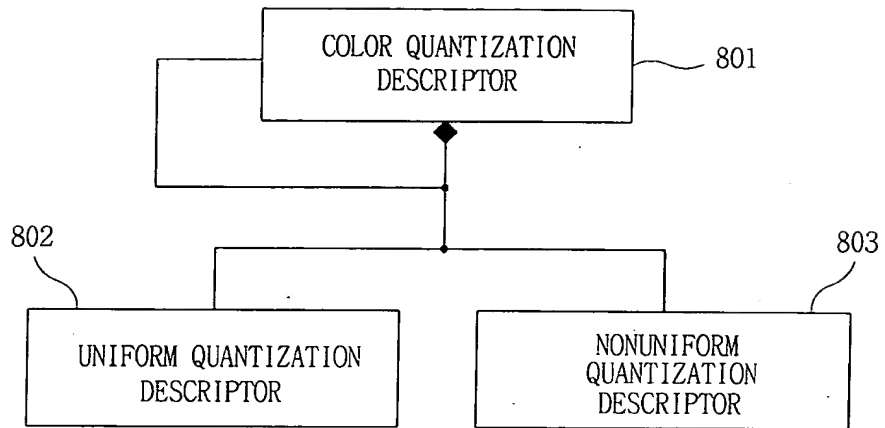 COLOR QUANTIZATION
DESCRIPTOR
801
802
803
UNIFORM QUANTIZATION
DESCRIPTOR
NONUNIFORM
QUANTIZATION
DESCRIPTOR